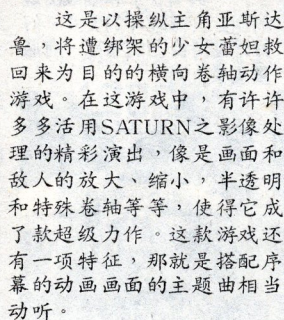 这是以操纵主角亚斯达
鲁，将遭绑架的少女蕾妲救
回来为目的的横向卷轴动作
游戏。在这游戏中，有许许
多多活用SATURN之影像处
理的精彩演出，像是画面和
敌人的放大、缩小，半透明
和特殊卷轴等等，使得它成
了款超级力作。这款游戏还
有一项特征，那就是搭配序
幕的动画画面的主题曲相当
动听。